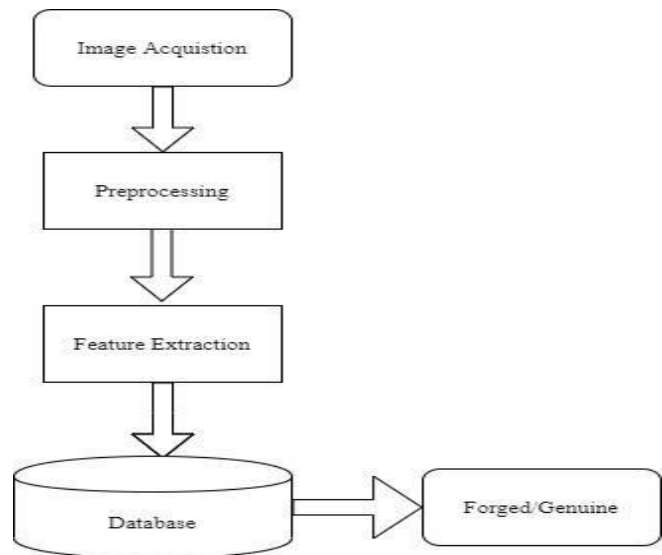 Image Acquistion
Preprocessing
Feature Extraction
Database
Forged/Genuine